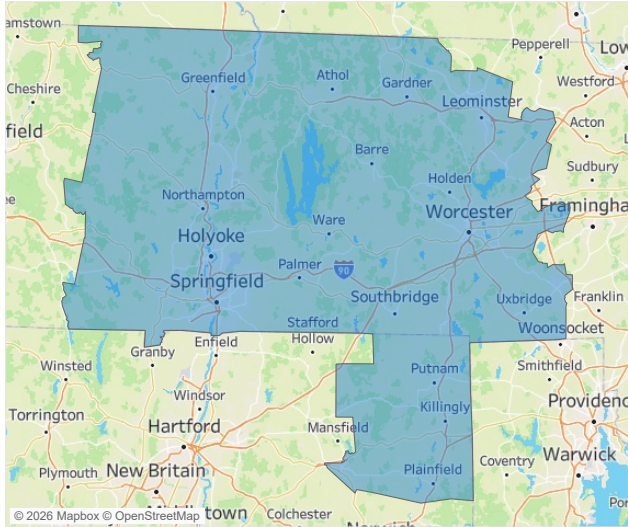 amstown
Pepperell
Low
Athol
Greenfield
Gardner
Cheshire
Westford
Leominster
Acton
field
Barre
Sudbury
Holden
Northampton
Framingha
Worcester
Ware
Holyoke
Palmer
90
Springfield
Southbridge
Uxbridge
Franklin
Stafford
Hollow
Woonsocket
Enfield
Granby
Winsted
Putnam
Smithfield
Windsor
Killingly
Providenc
Torrington
Hartford
Mansfield
Warwick
Coventry
New Britain
Plymouth
Plainfield
Colchester
© 2026 Mapbox © OpenStreetMap
town
Por